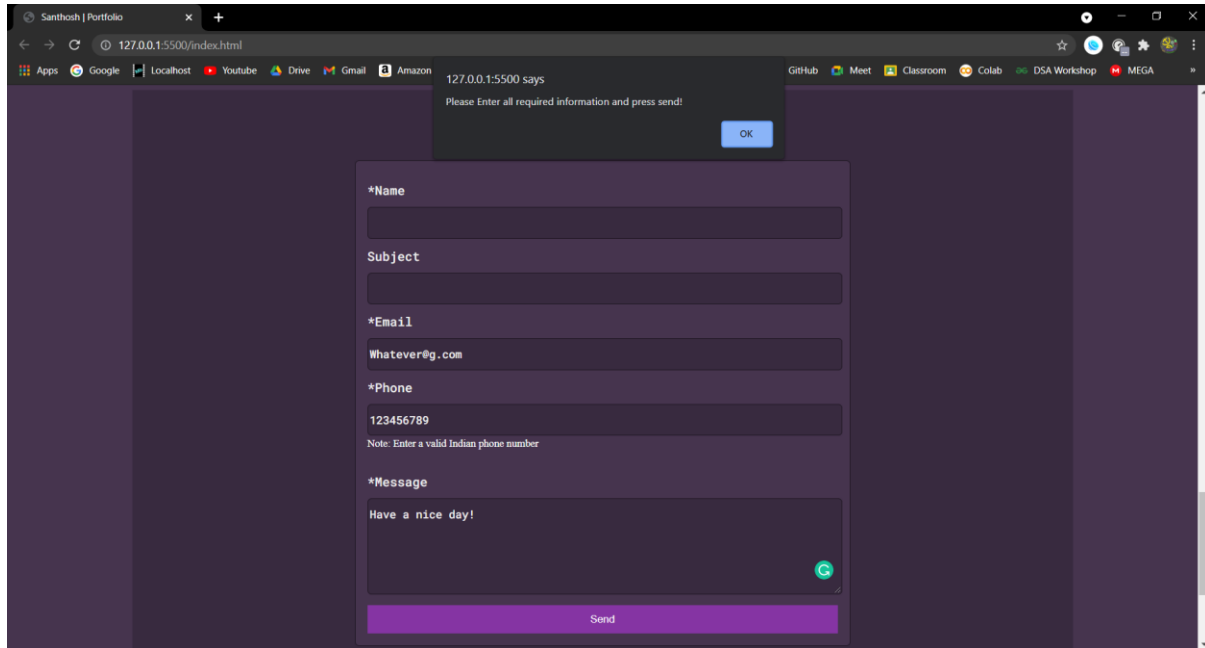 Santhosh | Portfolio
127.0.0.1:5500/index.html
Apps Google Localhost Youtube Drive Gmail Amazon GitHub Meet Classroom Colab DSA Workshop MEGA »
127.0.0.1:5500 says
Please Enter all required information and press send!
OK
*Name
Subject
*Email
Whatever@g.com
*Phone
123456789
Note: Enter a valid Indian phone number
*Message
Have a nice day!
Send